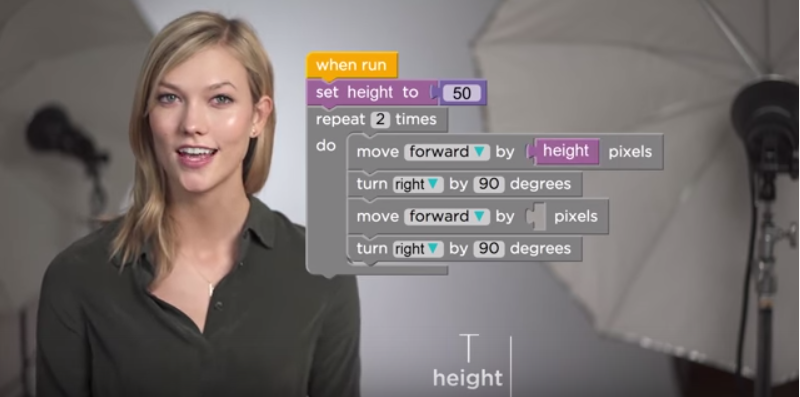 when run
set height to 50
repeat 2 times
do
move forward by height pixels
turn right by 90 degrees
move forward by pixels
turn right by 90 degrees
height